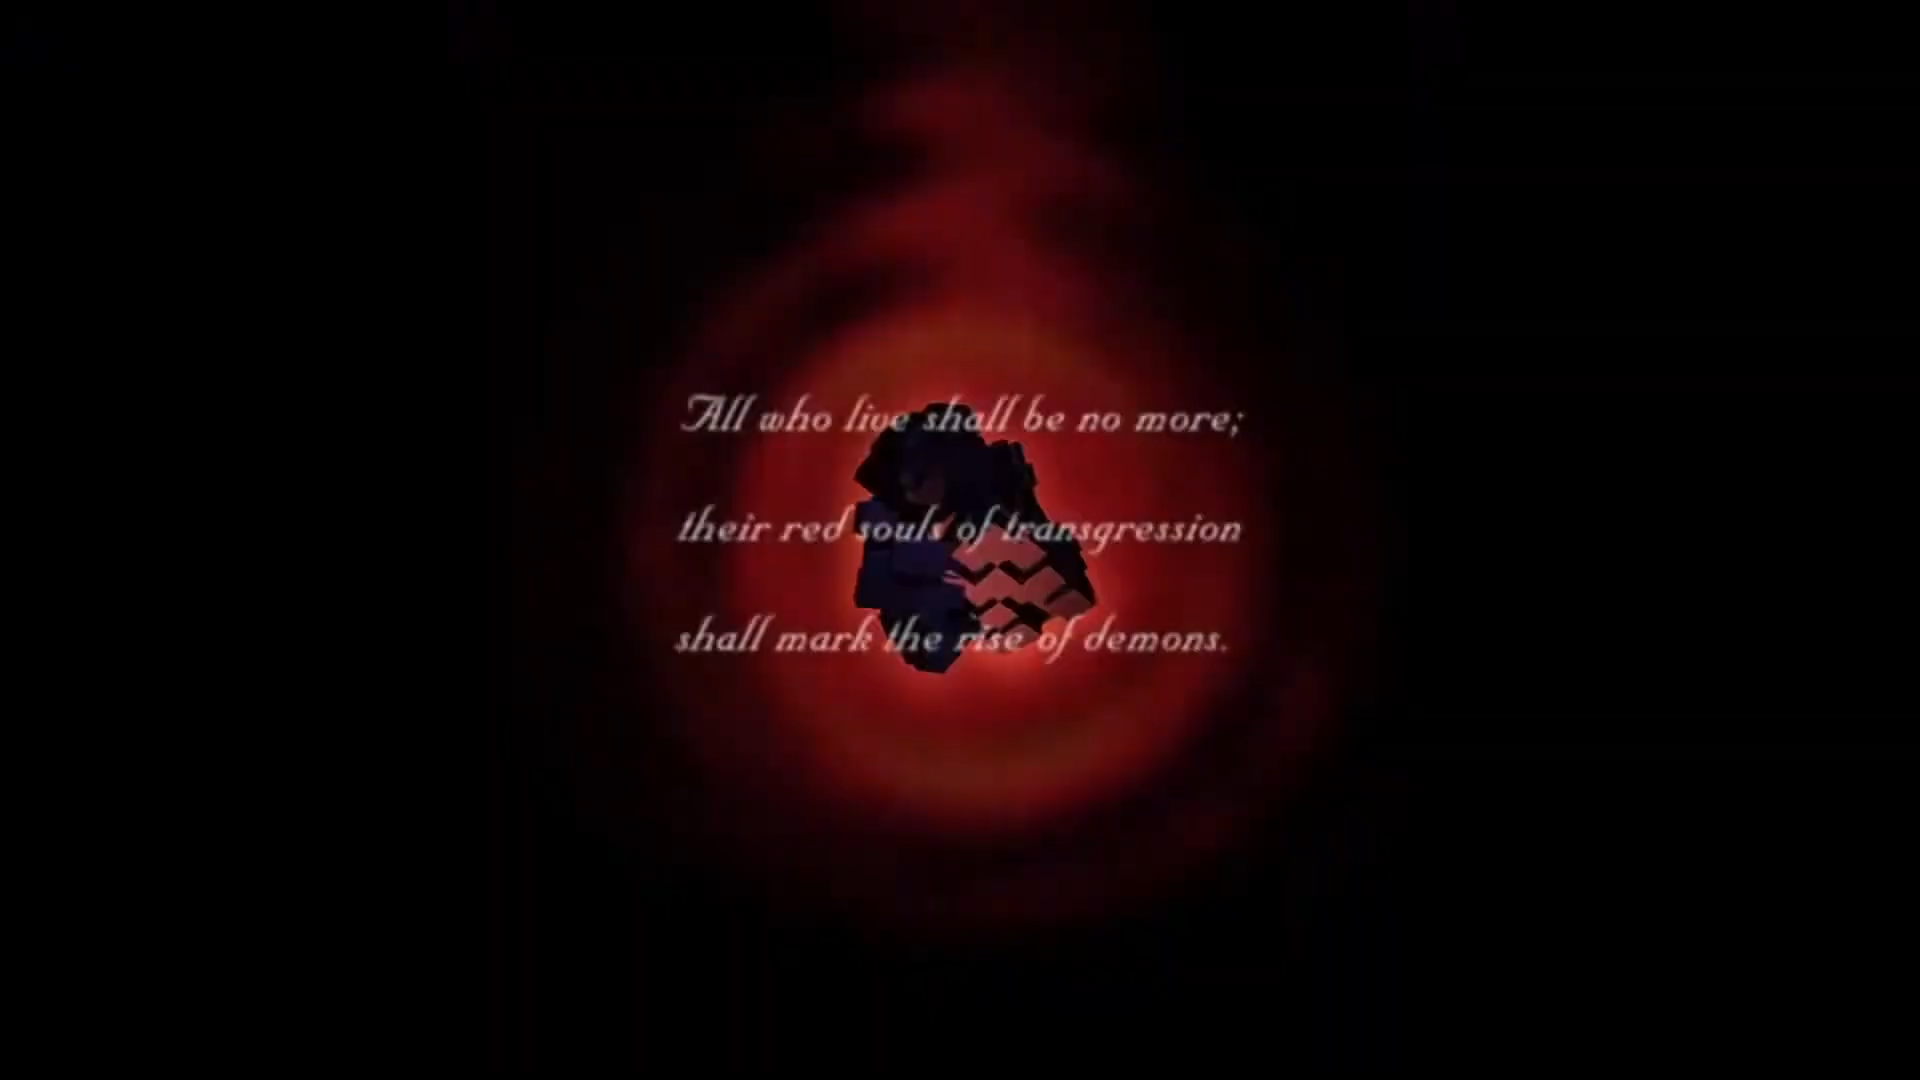 All who live shall be no more;
their red souls of transgression
shall mark the rise of demons.